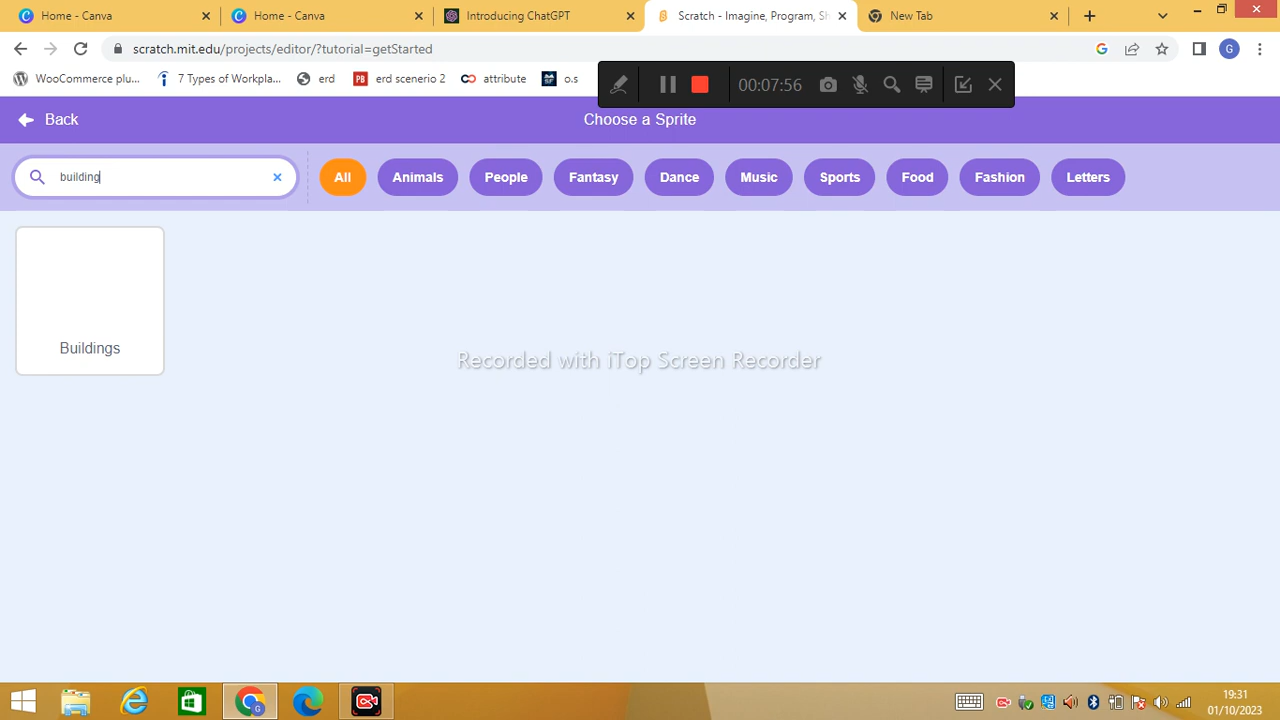 Home - Canva
Home - Canva
Introducing ChatGPT
Scratch - Imagine, Program, Sh
New Tab
scratch.mit.edu/projects/editor/?tutorial=getStarted
G
WooCommerce plu...
7 Types of Workpla...
erd
PB erd scenerio 2
attribute
o.s
00:07:56
Back
Choose a Sprite
building
All
Animals
People
Fantasy
Dance
Music
Sports
Food
Fashion
Letters
Buildings
Recorded with iTop Screen Recorder
19:31
01/10/2023